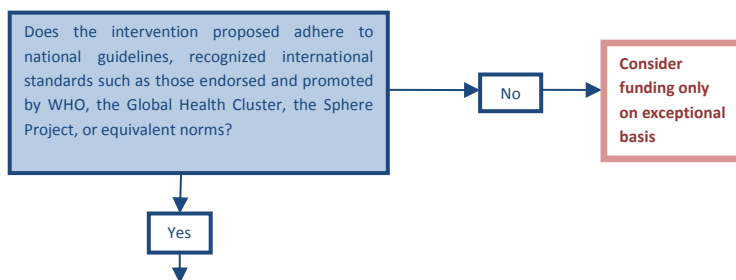 Does the intervention proposed adhere to
national guidelines, recognized international
standards such as those endorsed and promoted
by WHO, the Global Health Cluster, the Sphere
Project, or equivalent norms?
No
Consider
funding only
on exceptional
basis
Yes